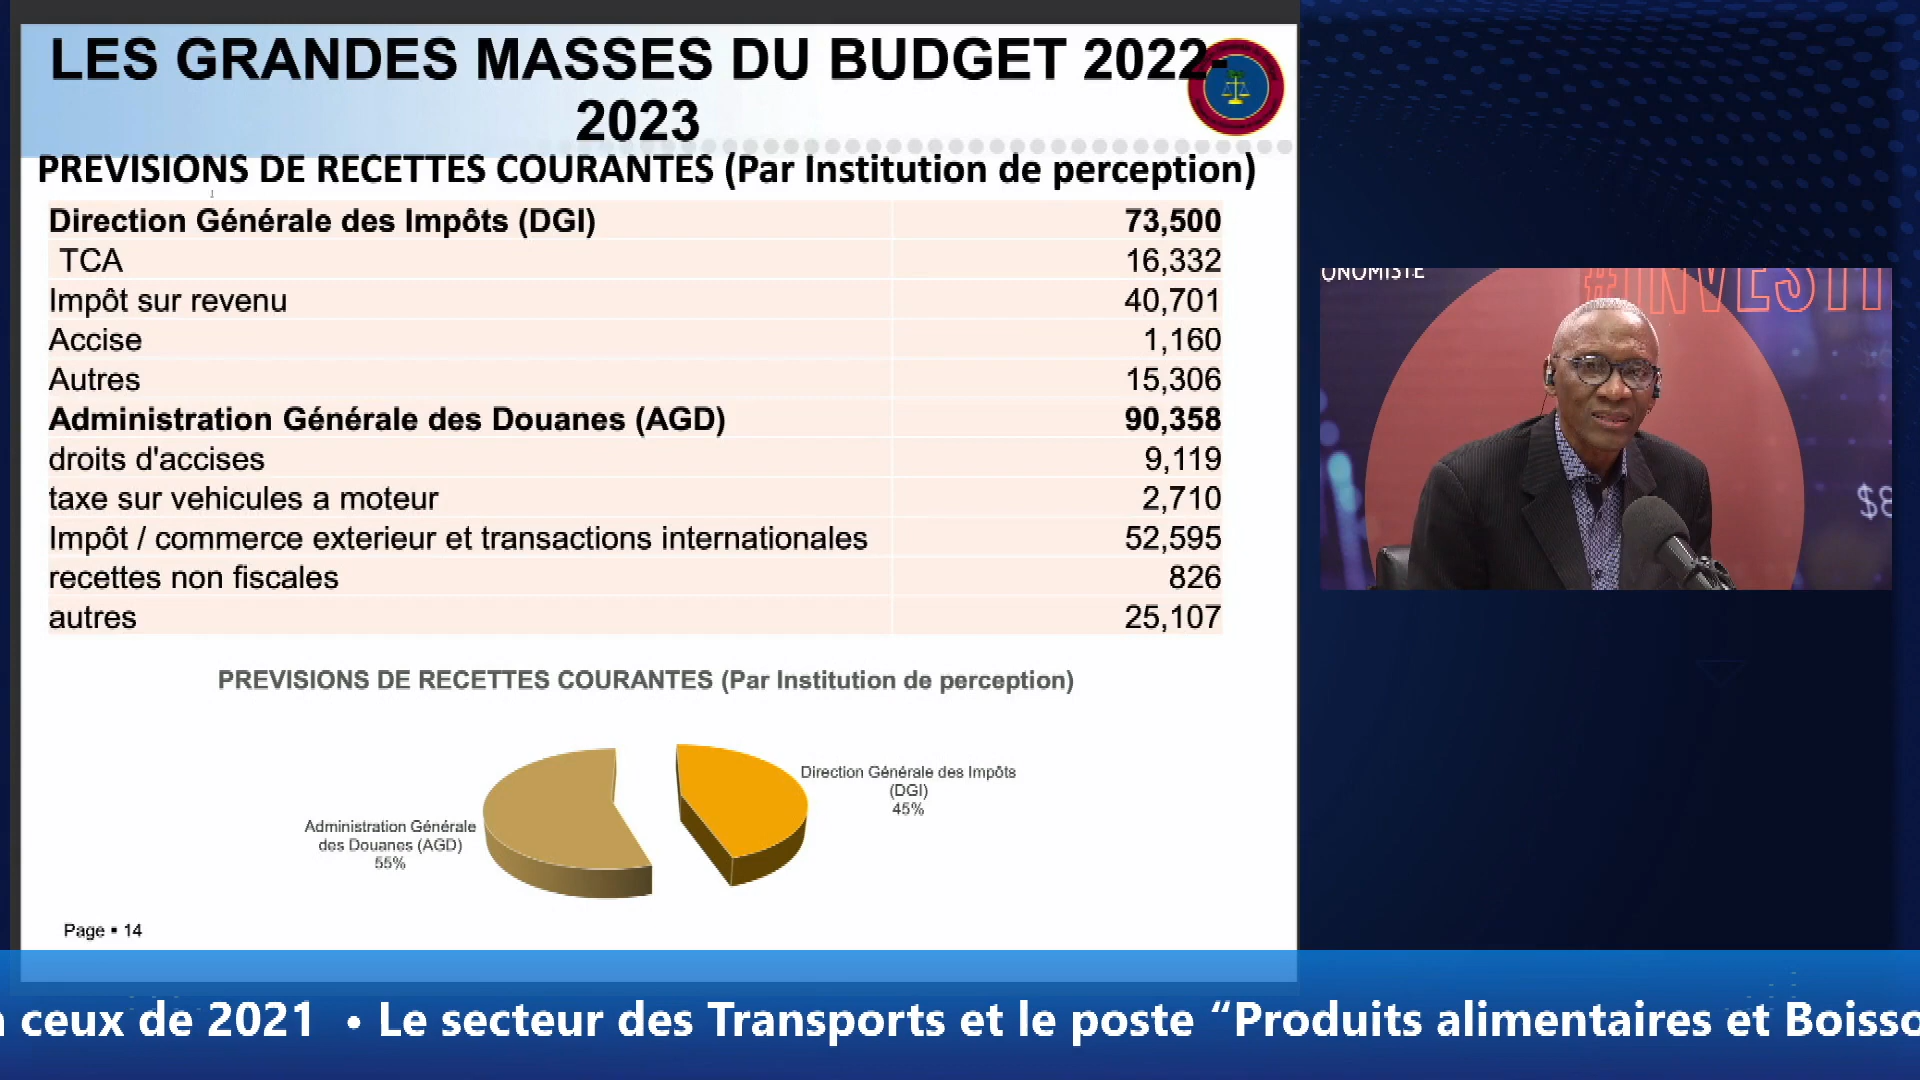 LES GRANDES MASSES DU BUDGET 2022-
2023
PREVISIONS DE RECETTES COURANTES (Par Institution de perception)
Direction Générale des Impôts (DGI) 73,500
TCA 16,332
Impôt sur revenu 40,701
Accise 1,160
Autres 15,306
Administration Générale des Douanes (AGD) 90,358
droits d'accises 9,119
taxe sur vehicules a moteur 2,710
Impôt / commerce exterieur et transactions internationales 52,595
recettes non fiscales 826
autres 25,107
PREVISIONS DE RECETTES COURANTES (Par Institution de perception)
Direction Générale des Impôts
(DGI)
45%
Administration Générale
des Douanes (AGD)
55%
Page ▪ 14
ONOMISTE
#INVESTI
$8
ceux de 2021 • Le secteur des Transports et le poste “Produits alimentaires et Boisso